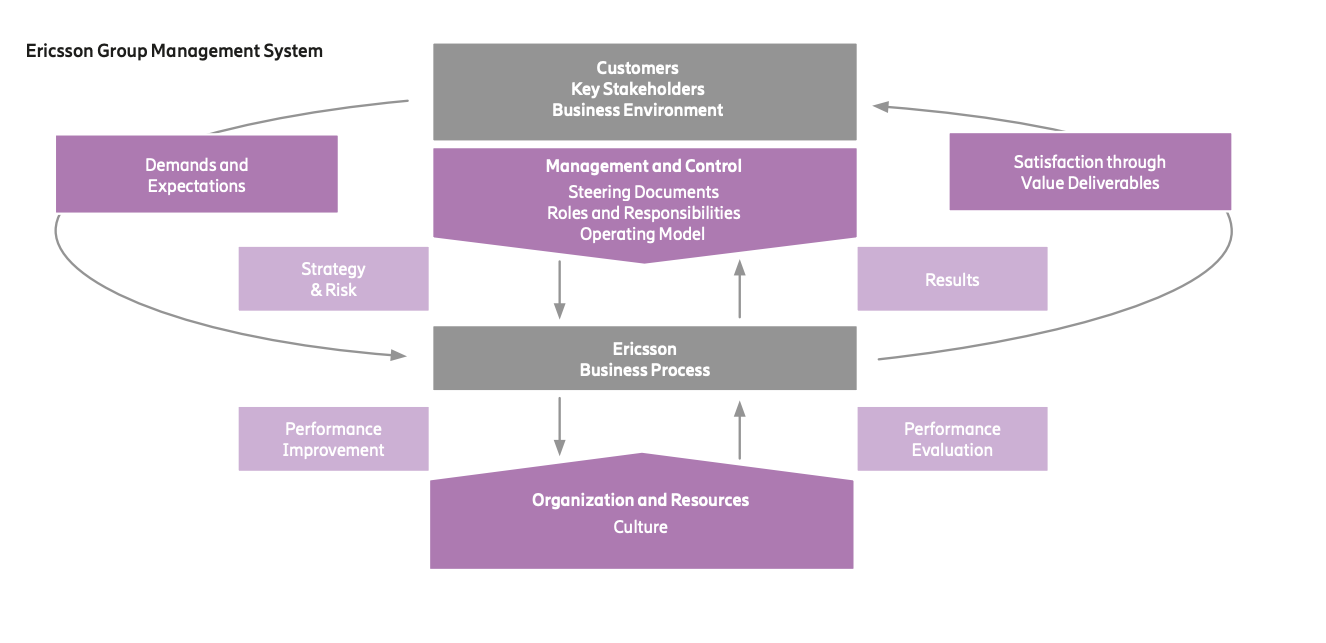 Ericsson Group Management System
Customers
Key Stakeholders
Business Environment
Demands and
Expectations
Satisfaction through
Value Deliverables
Management and Control
Steering Documents
Roles and Responsibilities
Operating Model
Strategy
& Risk
Results
Ericsson
Business Process
Performance
Improvement
Performance
Evaluation
Organization and Resources
Culture